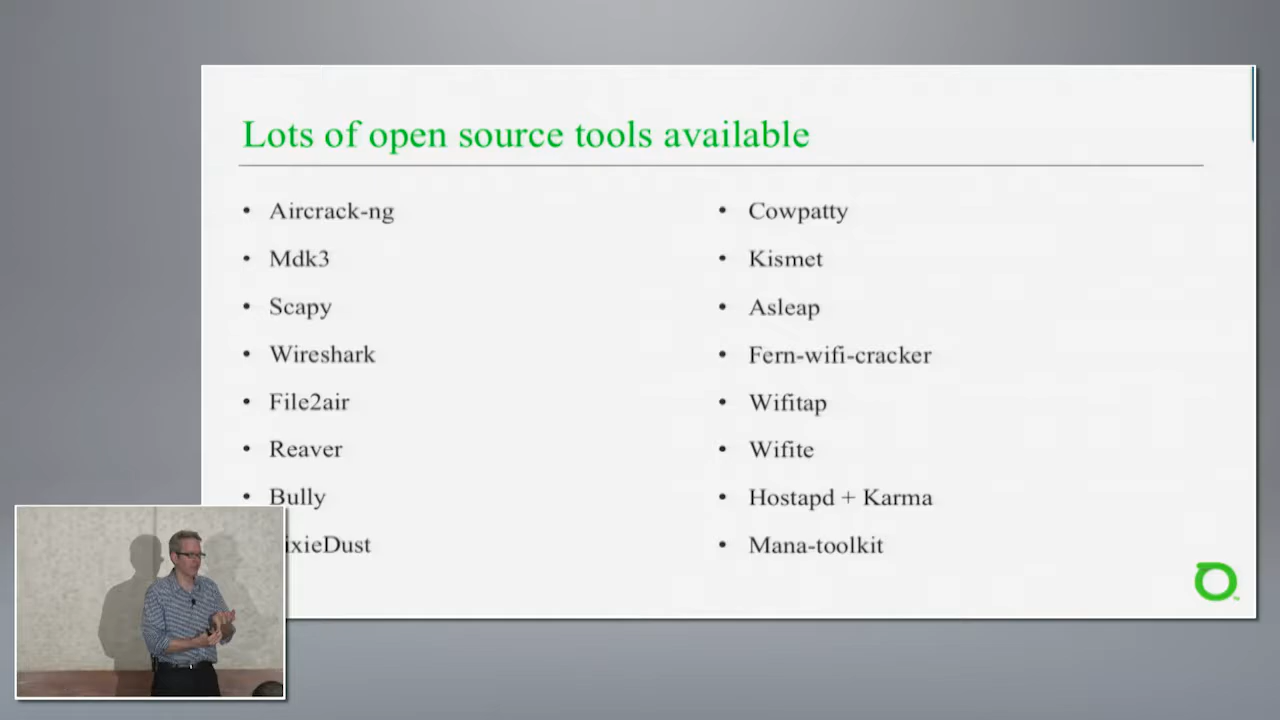 Lots of open source tools available
• Aircrack-ng
• Mdk3
• Scapy
• Wireshark
• File2air
• Reaver
• Bully
ixieDust
• Cowpatty
• Kismet
• Asleap
• Fern-wifi-cracker
• Wifitap
• Wifite
• Hostapd + Karma
• Mana-toolkit